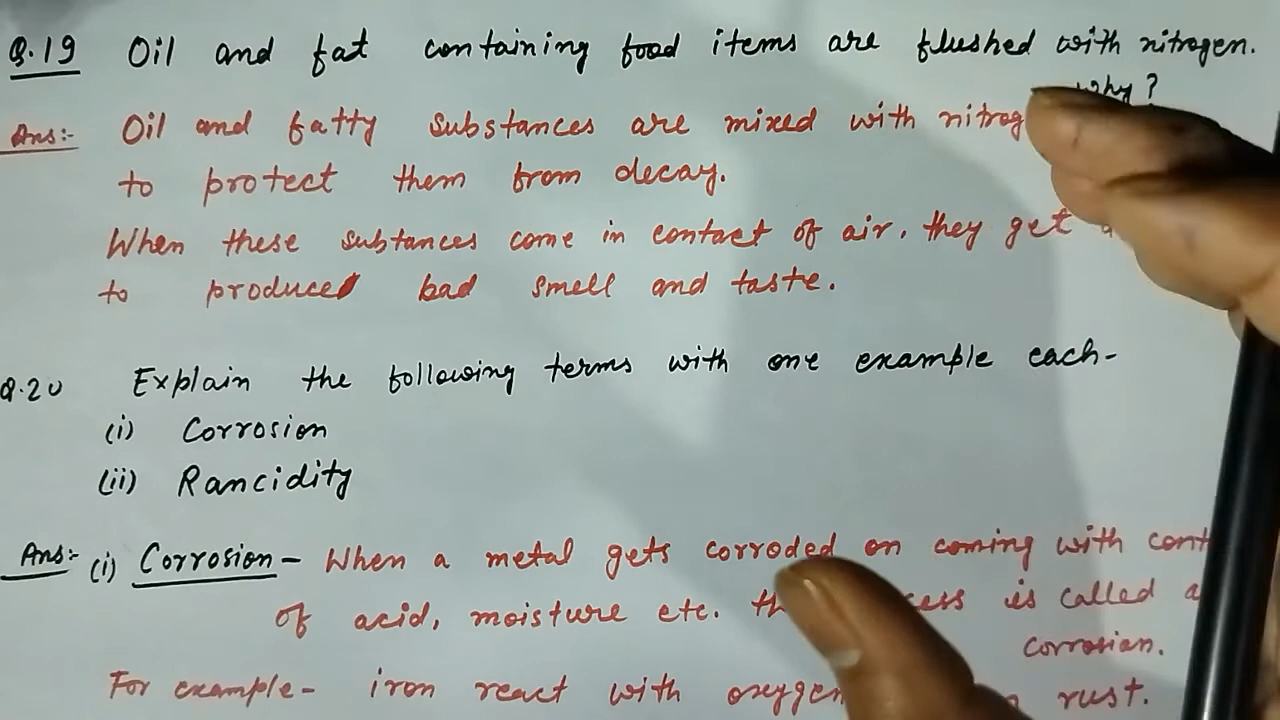 Q.19 Oil and fat containing food items are flushed with nitrogen.
why?
Ans:- Oil and fatty substances are mixed with
to protect them from decay.
When these substances come in contact of air. they get
to produced bad smell and taste.
Q.20 Explain the following terms with one example each-
(i) Corrosion
(ii) Rancidity
Ans:- (i) Corrosion - When a metal gets corroded on coming with
of acid, moisture etc. is called
corrosion.
For example - iron react with oxygen rust.